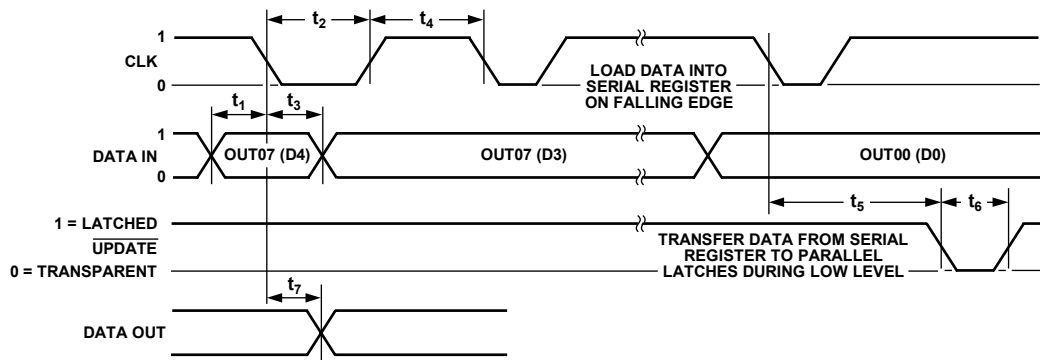 t₂
t₄
1
CLK
0
LOAD DATA INTO
SERIAL REGISTER
ON FALLING EDGE
t₁
t₃
1
DATA IN
0
OUT07 (D4)
OUT07 (D3)
OUT00 (D0)
t₅
t₆
1 = LATCHED
UPDATE
0 = TRANSPARENT
TRANSFER DATA FROM SERIAL
REGISTER TO PARALLEL
LATCHES DURING LOW LEVEL
t₇
DATA OUT